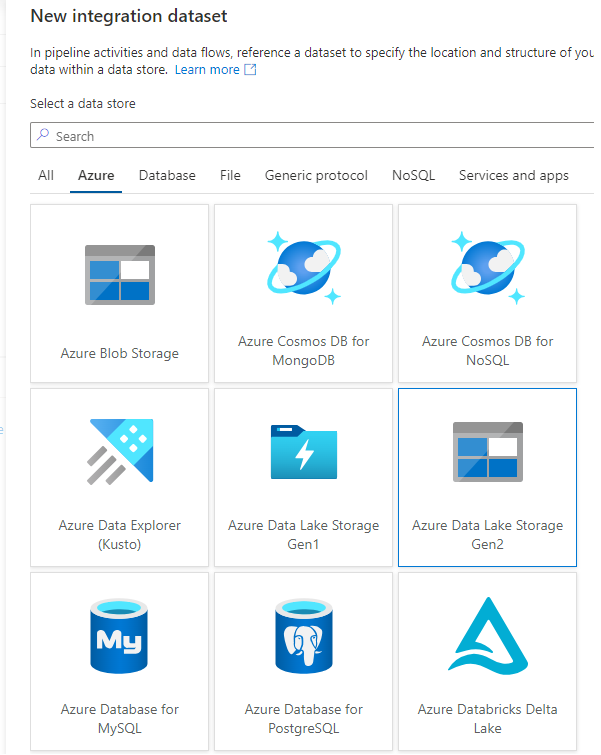 New integration dataset
In pipeline activities and data flows, reference a dataset to specify the location and structure of you
data within a data store. Learn more
Select a data store
Search
All Azure Database File Generic protocol NoSQL Services and apps
Azure Blob Storage
Azure Cosmos DB for
MongoDB
Azure Cosmos DB for
NoSQL
Azure Data Explorer
(Kusto)
Azure Data Lake Storage
Gen1
Azure Data Lake Storage
Gen2
My
Azure Database for
MySQL
Azure Database for
PostgreSQL
Azure Databricks Delta
Lake